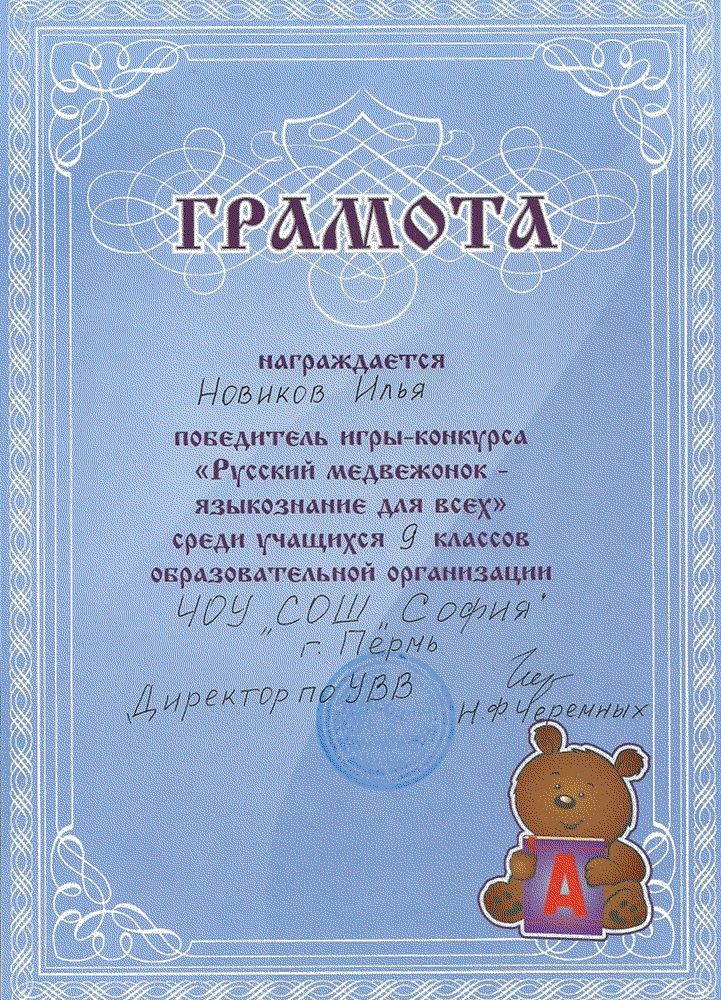 ГРАМОТА
награждается
Новиков Илья
победитель игры-конкурса
«Русский медвежонок -
языкознание для всех»
среди учащихся 9 классов
образовательной организации
ЧОУ „СОШ „София"
г. Пермь
Директор по УВВ
Н.Ф.Черемных
А